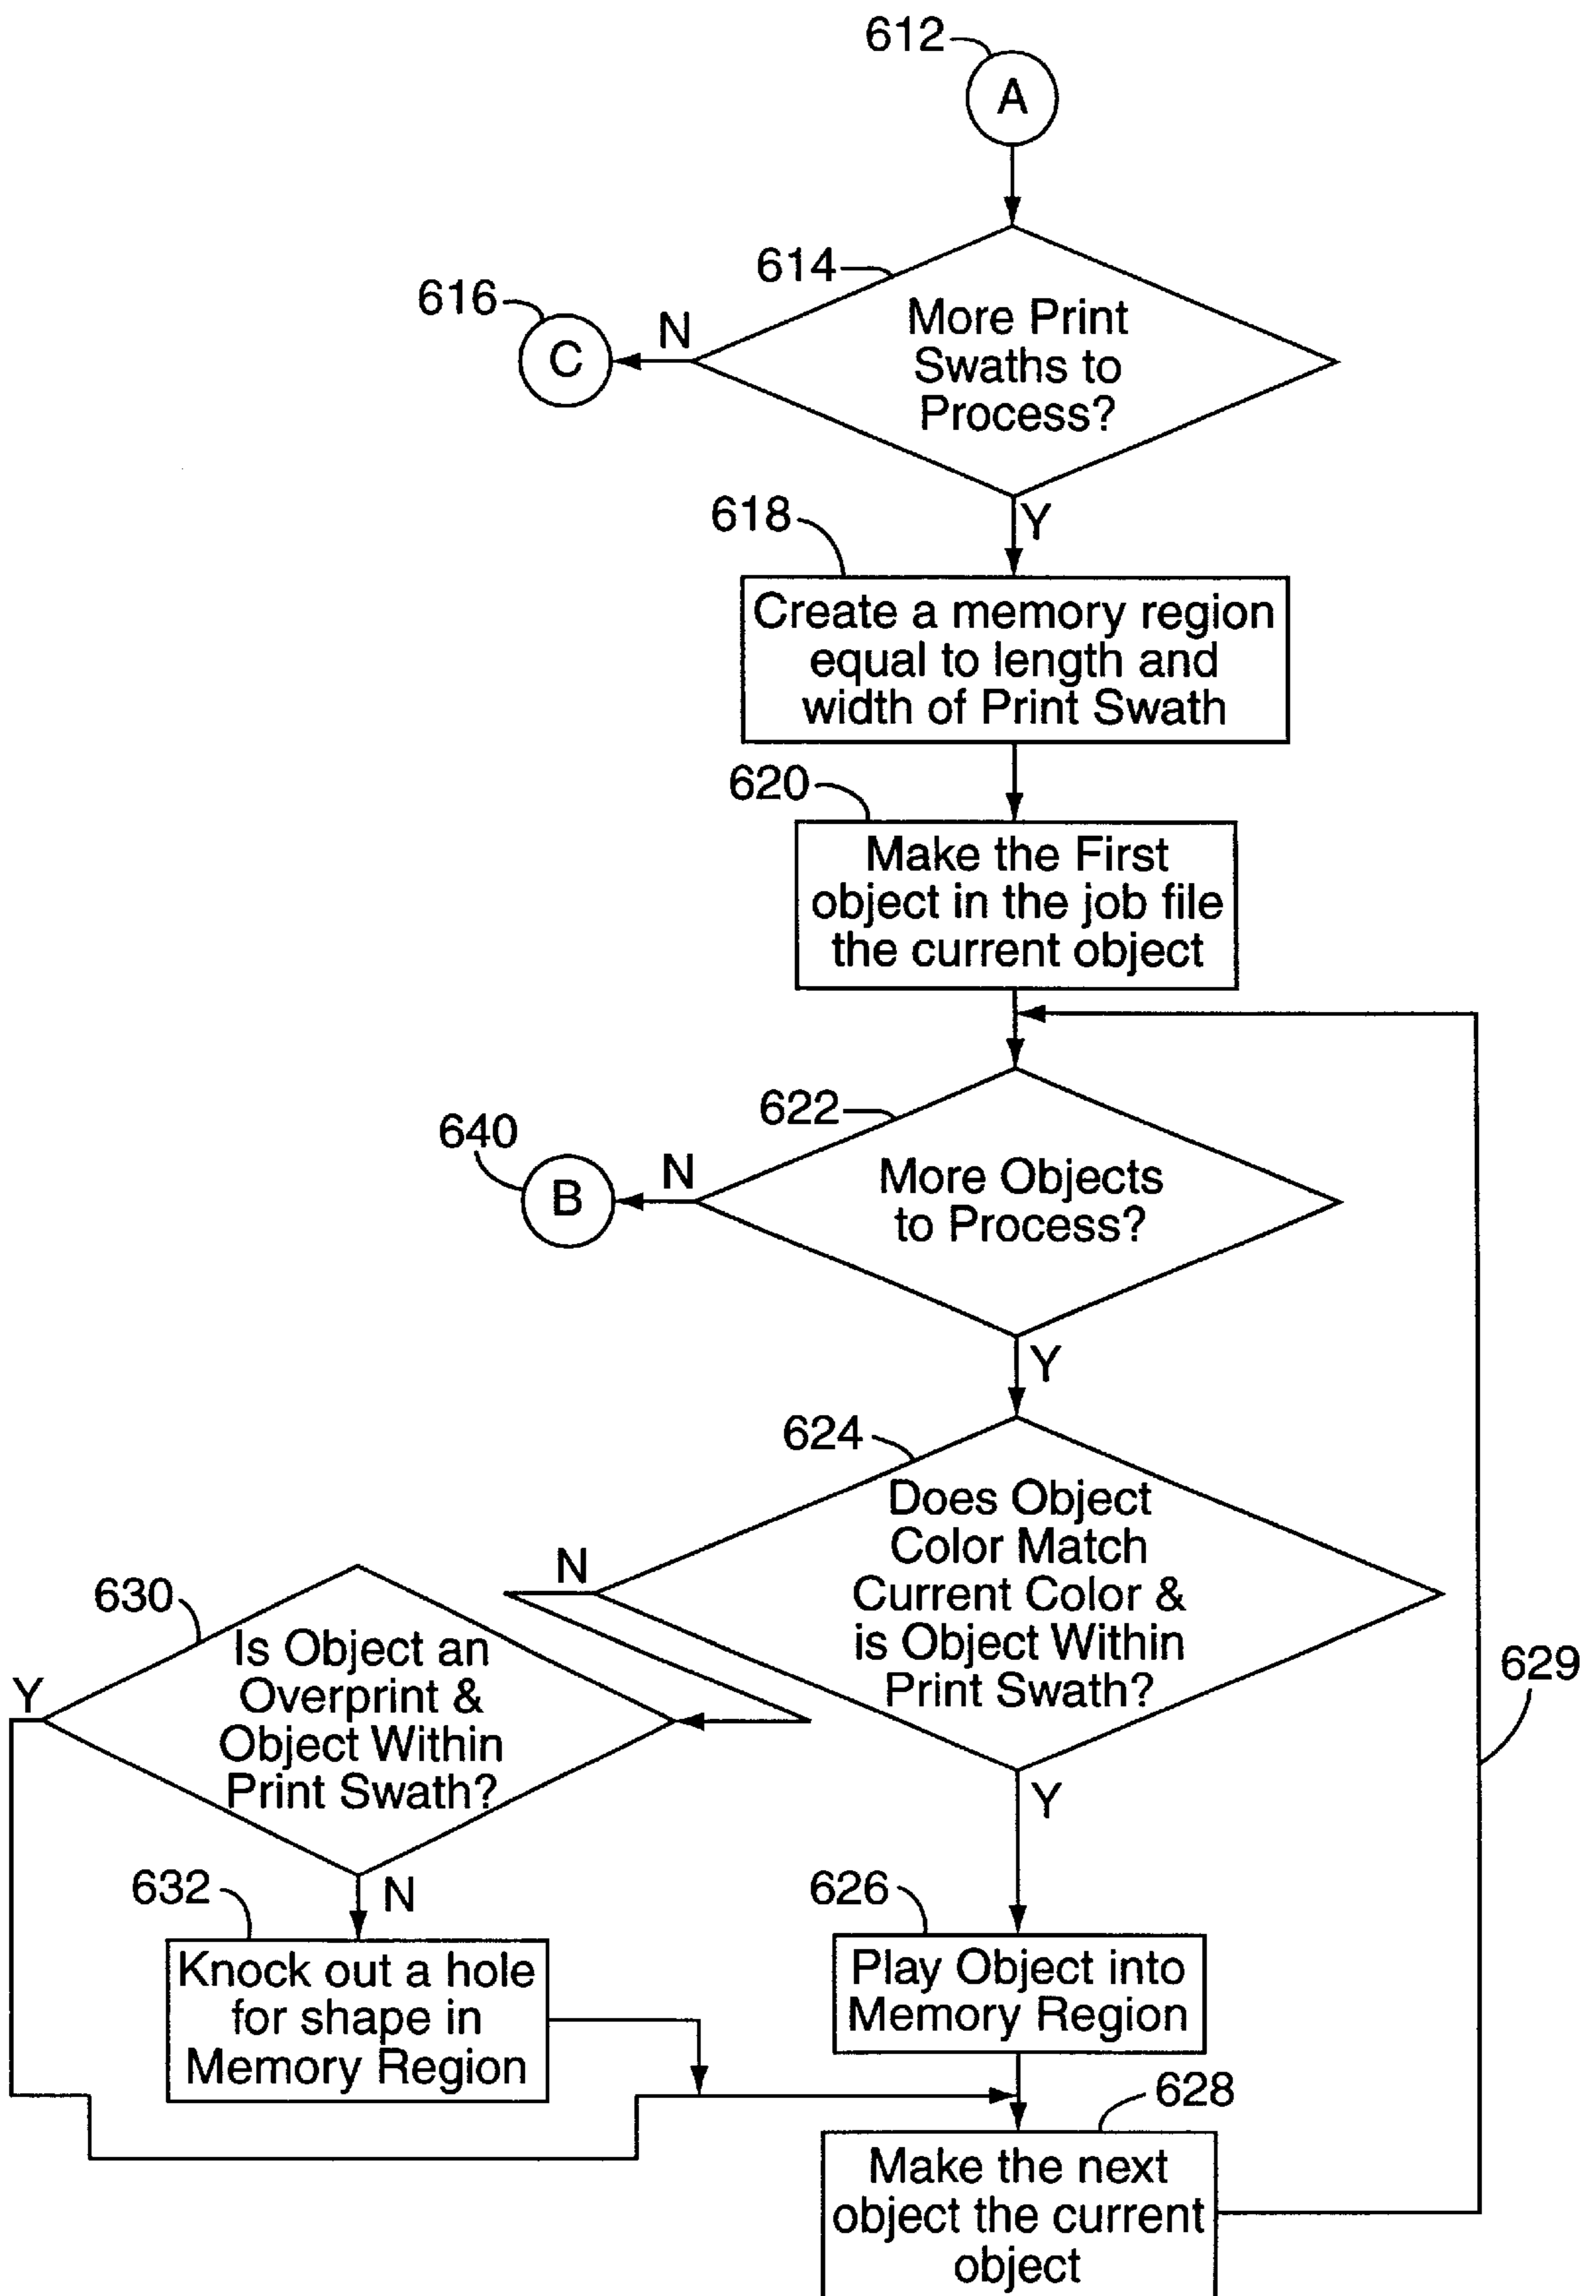 612
A
614
More Print
Swaths to
Process?
616
N
C
Y
618
Create a memory region
equal to length and
width of Print Swath
620
Make the First
object in the job file
the current object
622
More Objects
to Process?
640
N
B
Y
624
Does Object
Color Match
Current Color &
is Object Within
Print Swath?
N
630
Is Object an
Overprint &
Object Within
Print Swath?
Y
629
Y
N
632
Knock out a hole
for shape in
Memory Region
626
Play Object into
Memory Region
628
Make the next
object the current
object